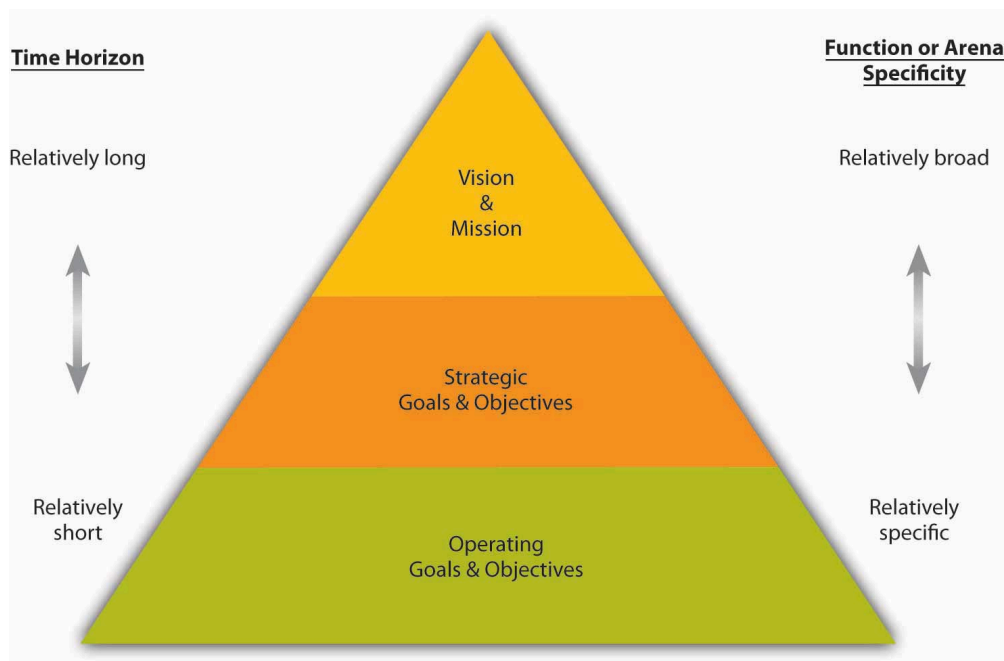 Time Horizon
Function or Arena
Specificity
Relatively long
Relatively broad
Vision
&
Mission
Strategic
Goals & Objectives
Relatively
short
Relatively
specific
Operating
Goals & Objectives